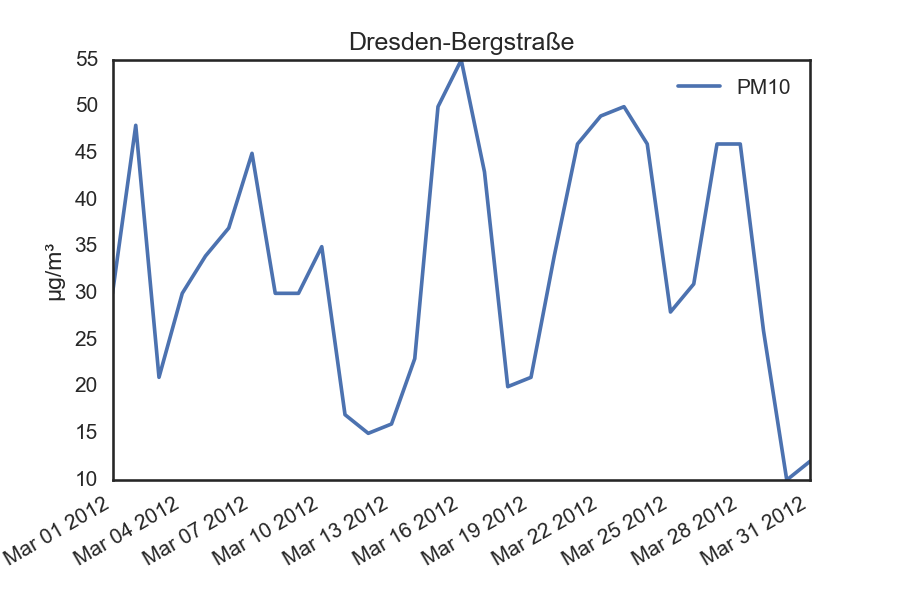 Dresden-Bergstraße
55
50
45
40
35
30
25
20
15
10
µg/m³
PM10
Mar 01 2012
Mar 04 2012
Mar 07 2012
Mar 10 2012
Mar 13 2012
Mar 16 2012
Mar 19 2012
Mar 22 2012
Mar 25 2012
Mar 28 2012
Mar 31 2012